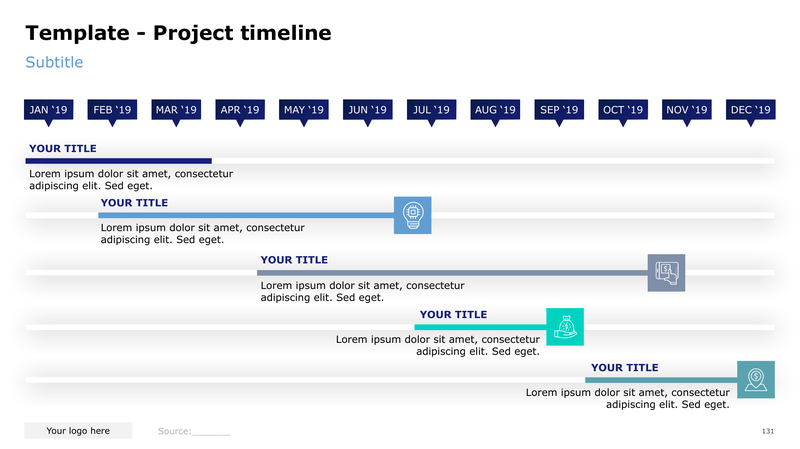 Template - Project timeline
Subtitle
JAN ‘19 FEB ‘19 MAR ‘19 APR ‘19 MAY ‘19 JUN ‘19 JUL ‘19 AUG ‘19 SEP ‘19 OCT ‘19 NOV ‘19 DEC ‘19
YOUR TITLE
Lorem ipsum dolor sit amet, consectetur
adipiscing elit. Sed eget.
YOUR TITLE
Lorem ipsum dolor sit amet, consectetur
adipiscing elit. Sed eget.
YOUR TITLE
Lorem ipsum dolor sit amet, consectetur
adipiscing elit. Sed eget.
YOUR TITLE
Lorem ipsum dolor sit amet, consectetur
adipiscing elit. Sed eget.
YOUR TITLE
Lorem ipsum dolor sit amet, consectetur
adipiscing elit. Sed eget.
Your logo here Source:_______ 131